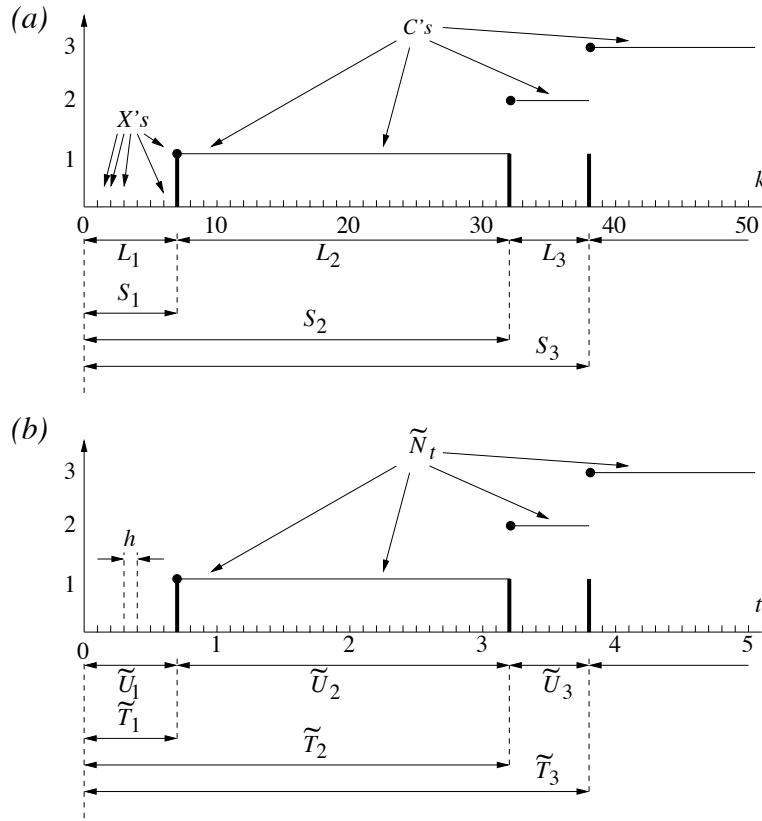 (a)
C's
3
2
X's
1
k
0 10 20 30 40 50
L₁ L₂ L₃
S₁
S₂
S₃
(b)
Ñ t
3
2
h
1
t
0 1 2 3 4 5
Ũ₁ Ũ₂ Ũ₃
T̃₁
T̃₂
T̃₃